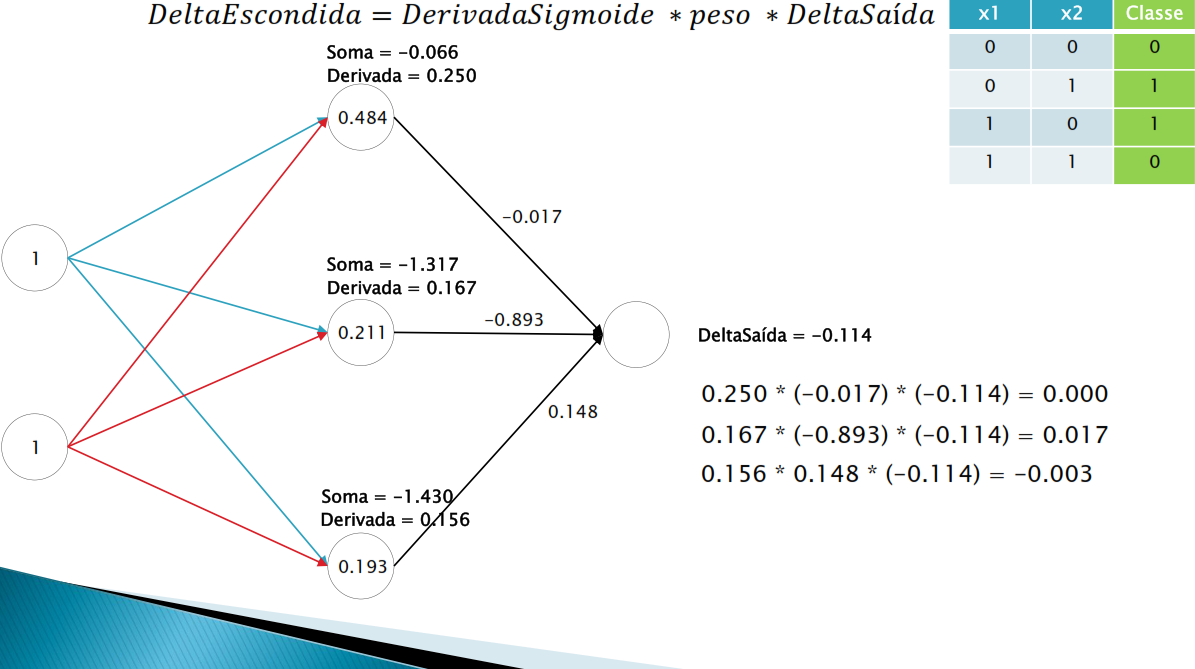 DeltaEscondida = DerivadaSigmoide * peso * DeltaSaída
x1 x2 Classe
0 0 0
0 1 1
1 0 1
1 1 0
Soma = -0.066
Derivada = 0.250
0.484
-0.017
1
Soma = -1.317
Derivada = 0.167
0.211
-0.893
DeltaSaída = -0.114
0.250 * (-0.017) * (-0.114) = 0.000
0.167 * (-0.893) * (-0.114) = 0.017
0.156 * 0.148 * (-0.114) = -0.003
0.148
1
Soma = -1.430
Derivada = 0.156
0.193